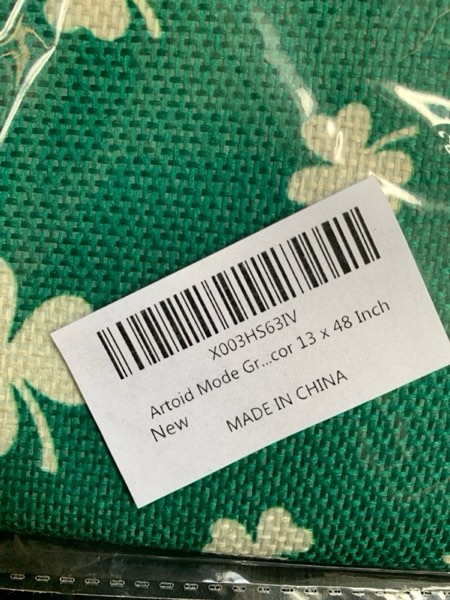 X003HS63IV
Artoid Mode Gr...cor 13 x 48 Inch
New
MADE IN CHINA